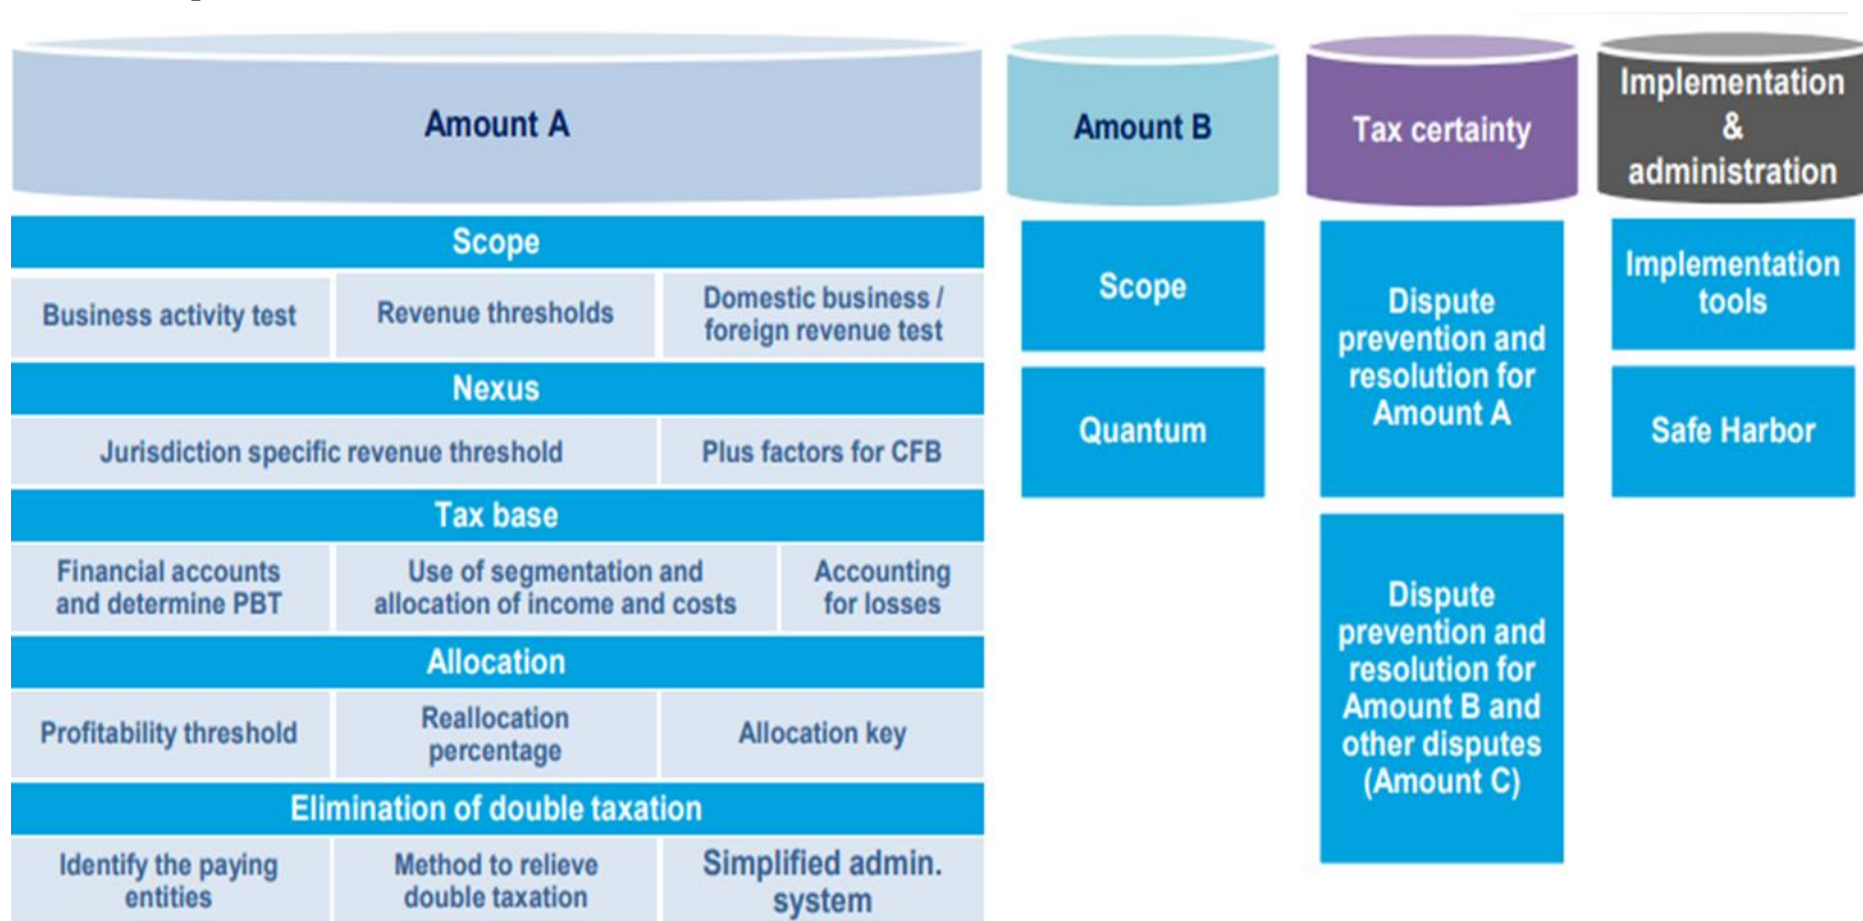 Amount A
Scope
Business activity test
Revenue thresholds
Domestic business /
foreign revenue test
Nexus
Jurisdiction specific revenue threshold
Plus factors for CFB
Tax base
Financial accounts
and determine PBT
Use of segmentation and
allocation of income and costs
Accounting
for losses
Allocation
Profitability threshold
Reallocation
percentage
Allocation key
Elimination of double taxation
Identify the paying
entities
Method to relieve
double taxation
Simplified admin.
system
Amount B
Scope
Quantum
Tax certainty
Dispute
prevention and
resolution for
Amount A
Dispute
prevention and
resolution for
Amount B and
other disputes
(Amount C)
Implementation
&
administration
Implementation
tools
Safe Harbor